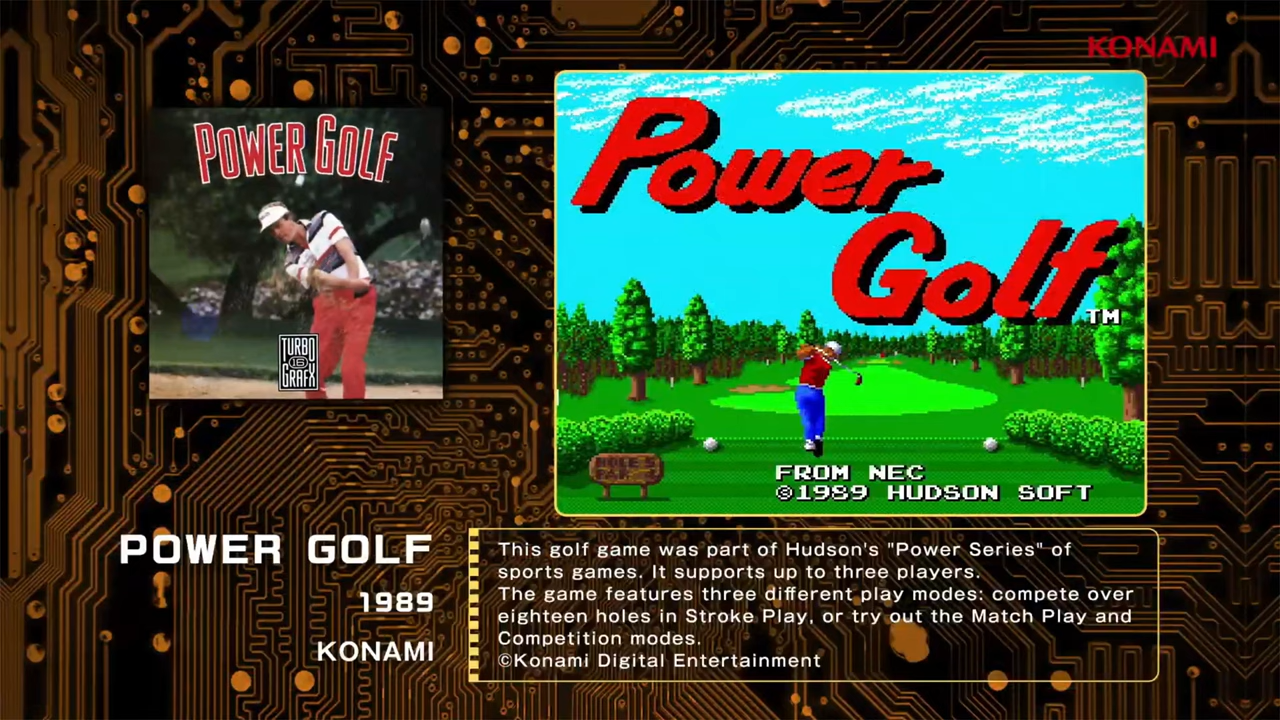 KONAMI
POWER GOLF
TURBO
16
GRAFX
Power
Golf
TM
FROM NEC
©1989 HUDSON SOFT
POWER GOLF
1989
KONAMI
This golf game was part of Hudson's "Power Series" of
sports games. It supports up to three players.
The game features three different play modes: compete over
eighteen holes in Stroke Play, or try out the Match Play and
Competition modes.
©Konami Digital Entertainment